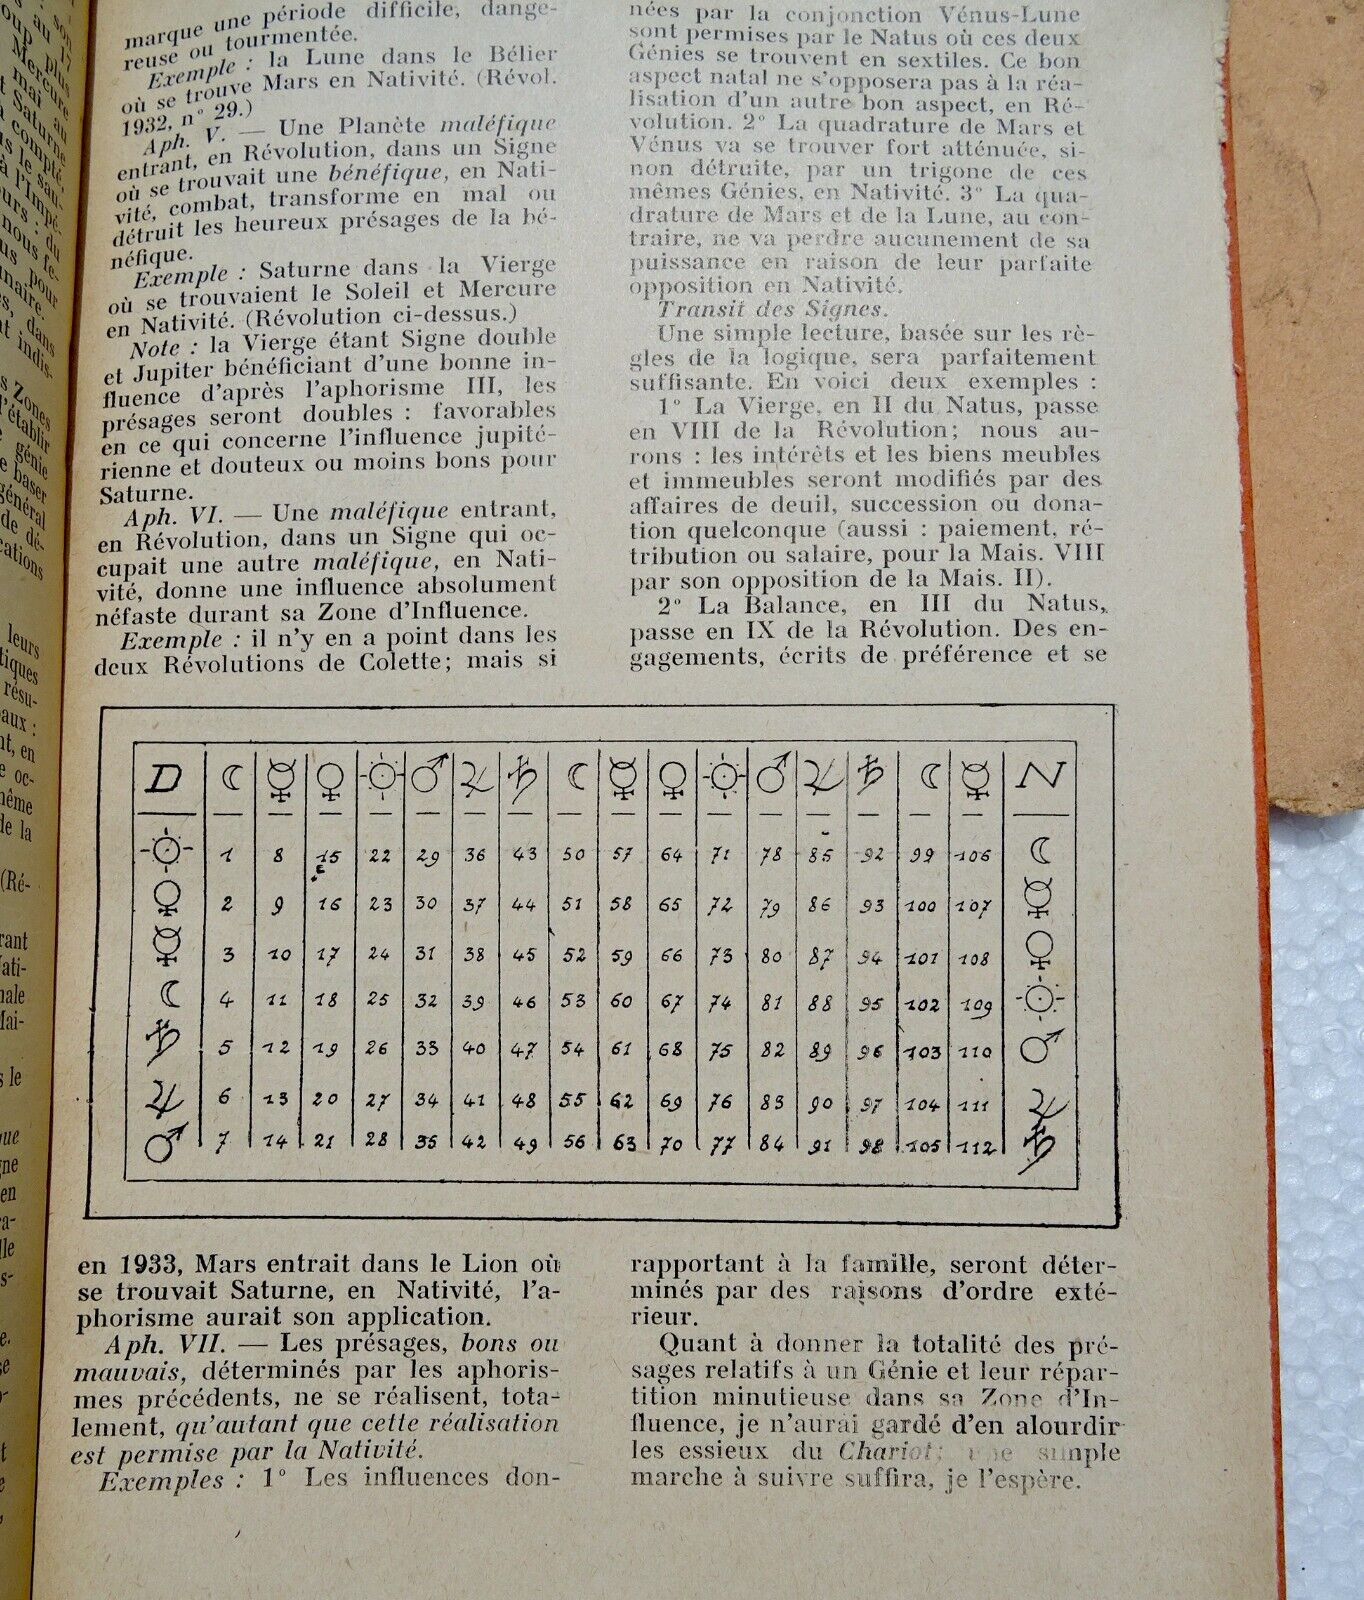 marque une période difficile, dange-
reuse ou tourmentée.
Exemple : la Lune dans le Bélier
où se trouve Mars en Nativité. (Révol.
1932, n° 29.)
Aph. V. — Une Planète maléfique
entrant, en Révolution, dans un Signe
où se trouvait une bénéfique, en Nati-
vité, combat, transforme en mal ou
détruit les heureux présages de la bé-
néfique.
Exemple : Saturne dans la Vierge
où se trouvaient le Soleil et Mercure
en Nativité. (Révolution ci-dessus.)
Note : la Vierge étant Signe double
et Jupiter bénéficiant d'une bonne in-
fluence d'après l'aphorisme III, les
présages seront doubles : favorables
en ce qui concerne l'influence jupité-
rienne et douteux ou moins bons pour
Saturne.
Aph. VI. — Une maléfique entrant,
en Révolution, dans un Signe qui oc-
cupait une autre maléfique, en Nati-
vité, donne une influence absolument
néfaste durant sa Zone d'Influence.
Exemple : il n'y en a point dans les
deux Révolutions de Colette; mais si
nées par la conjonction Vénus-Lune
sont permises par le Natus où ces deux
Génies se trouvent en sextiles. Ce bon
aspect natal ne s'opposera pas à la réa-
lisation d'un autre bon aspect, en Ré-
volution. 2° La quadrature de Mars et
Vénus va se trouver fort atténuée, si-
non détruite, par un trigone de ces
mêmes Génies, en Nativité. 3° La qua-
drature de Mars et de la Lune, au con-
traire, ne va perdre aucunement de sa
puissance en raison de leur parfaite
opposition en Nativité.
Transit des Signes.
Une simple lecture, basée sur les rè-
gles de la logique, sera parfaitement
suffisante. En voici deux exemples :
1° La Vierge, en II du Natus, passe
en VIII de la Révolution; nous au-
rons : les intérêts et les biens meubles
et immeubles seront modifiés par des
affaires de deuil, succession ou dona-
tion quelconque (aussi : paiement, ré-
tribution ou salaire, pour la Mais. VIII
par son opposition de la Mais. II).
2° La Balance, en III du Natus,
passe en IX de la Révolution. Des en-
gagements, écrits de préférence et se
D ☾ ☿ ♀ ☉ ♂ ♃ ♄ ☾ ☿ ♀ ☉ ♂ ♃ ♄ ☾ ☿ N
☉ 1 8 15 22 29 36 43 50 57 64 71 78 85 92 99 106 ☾
♀ 2 9 16 23 30 37 44 51 58 65 72 79 86 93 100 107 ☿
☿ 3 10 17 24 31 38 45 52 59 66 73 80 87 94 101 108 ♀
☾ 4 11 18 25 32 39 46 53 60 67 74 81 88 95 102 109 ☉
♄ 5 12 19 26 33 40 47 54 61 68 75 82 89 96 103 110 ♂
♃ 6 13 20 27 34 41 48 55 62 69 76 83 90 97 104 111 ♃
♂ 7 14 21 28 35 42 49 56 63 70 77 84 91 98 105 112 ♄
en 1933, Mars entrait dans le Lion où
se trouvait Saturne, en Nativité, l'a-
phorisme aurait son application.
Aph. VII. — Les présages, bons ou
mauvais, déterminés par les aphoris-
mes précédents, ne se réalisent, tota-
lement, qu'autant que cette réalisation
est permise par la Nativité.
Exemples : 1° Les influences don-
rapportant à la famille, seront déter-
minés par des raisons d'ordre exté-
rieur.
Quant à donner la totalité des pré-
sages relatifs à un Génie et leur répar-
tition minutieuse dans sa Zone d'In-
fluence, je n'aurai gardé d'en alourdir
les essieux du Chariot; une simple
marche à suivre suffira, je l'espère.